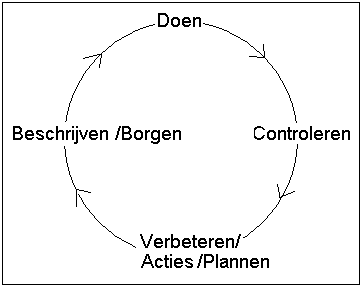 Doen
Beschrijven /Borgen
Controleren
Verbeteren/
Acties /Plannen